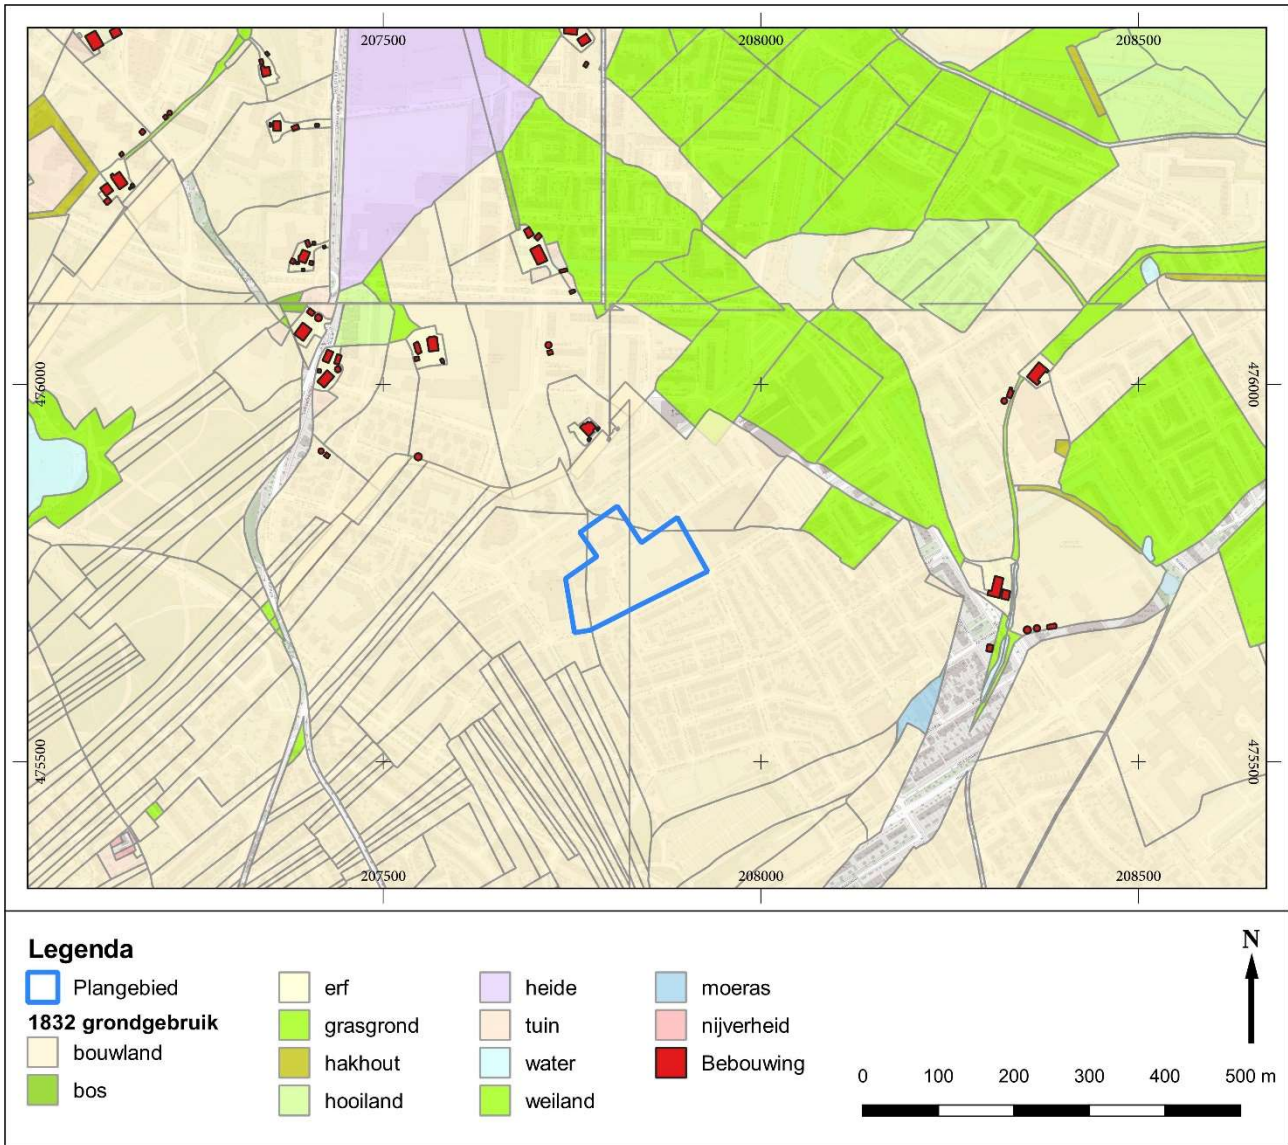 207500 208000 208500
476000 476000
475500 475500
207500 208000 208500
Legenda
Plangebied
1832 grondgebruik
bouwland
bos
erf
grasgrond
hakhout
hooiland
heide
tuin
water
weiland
moeras
nijverheid
Bebouwing
N
0 100 200 300 400 500 m